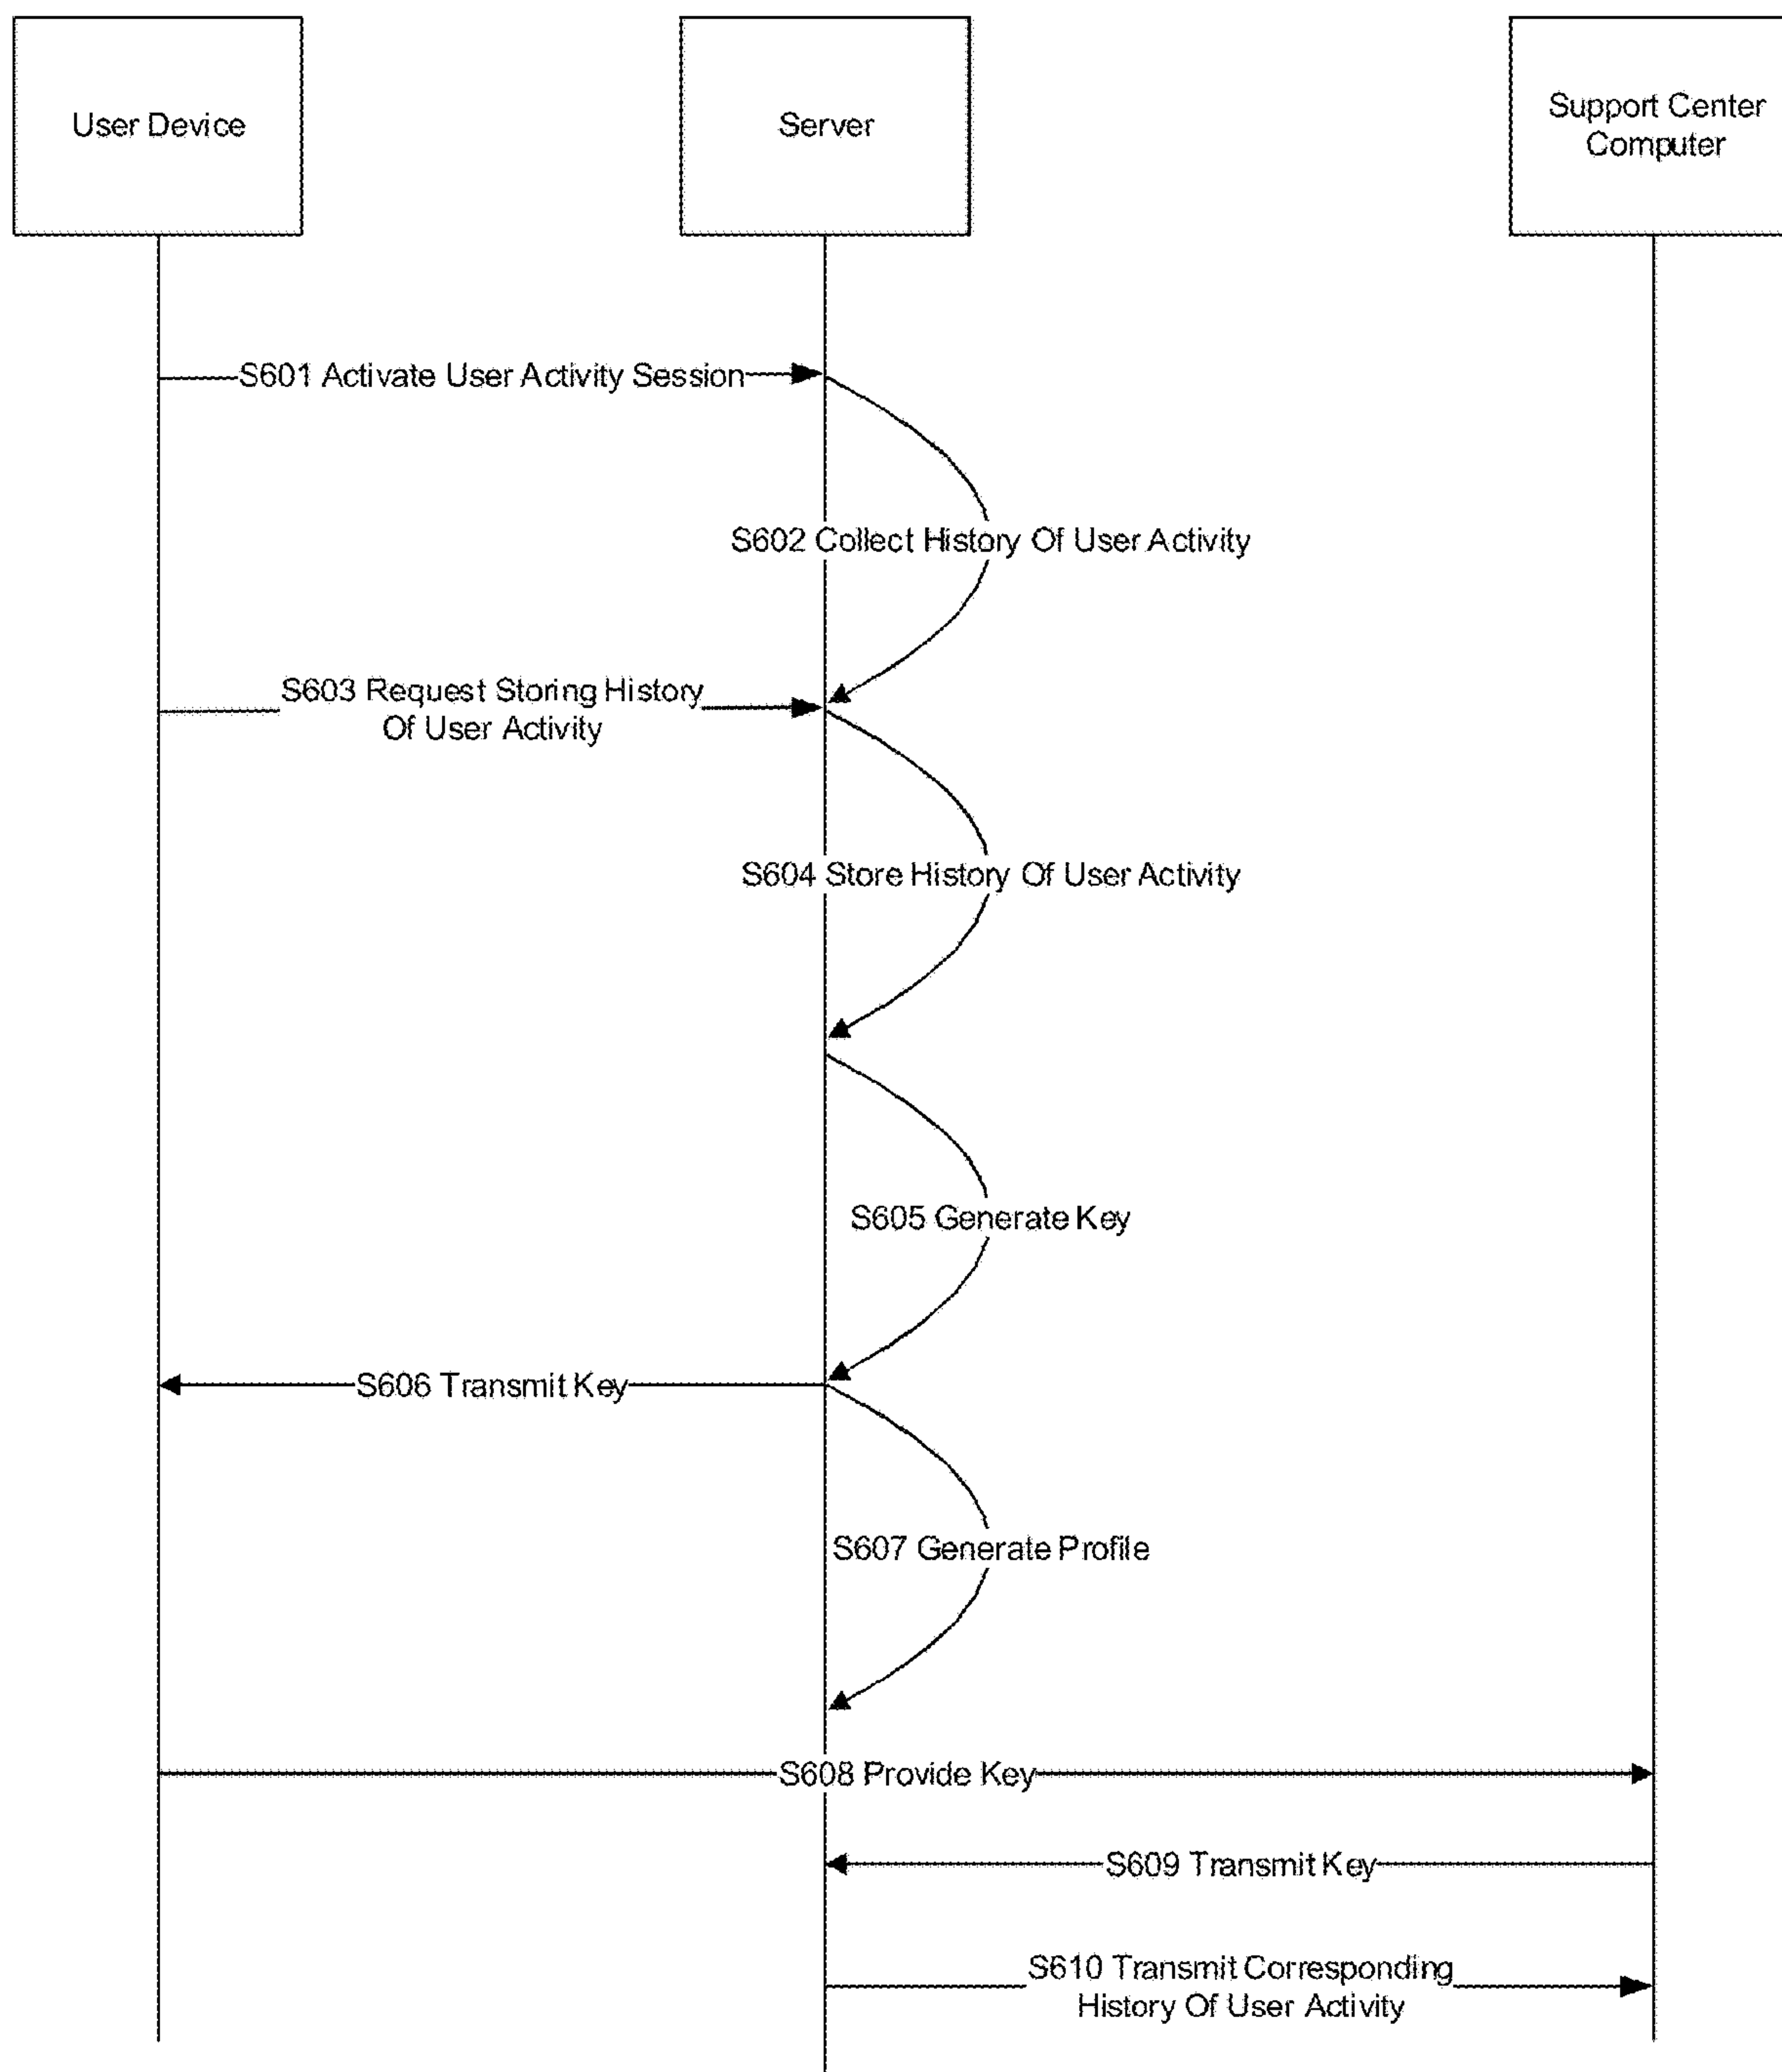 User Device
Server
Support Center
Computer
S601 Activate User Activity Session
S602 Collect History Of User Activity
S603 Request Storing History
Of User Activity
S604 Store History Of User Activity
S605 Generate Key
S606 Transmit Key
S607 Generate Profile
S608 Provide Key
S609 Transmit Key
S610 Transmit Corresponding
History Of User Activity